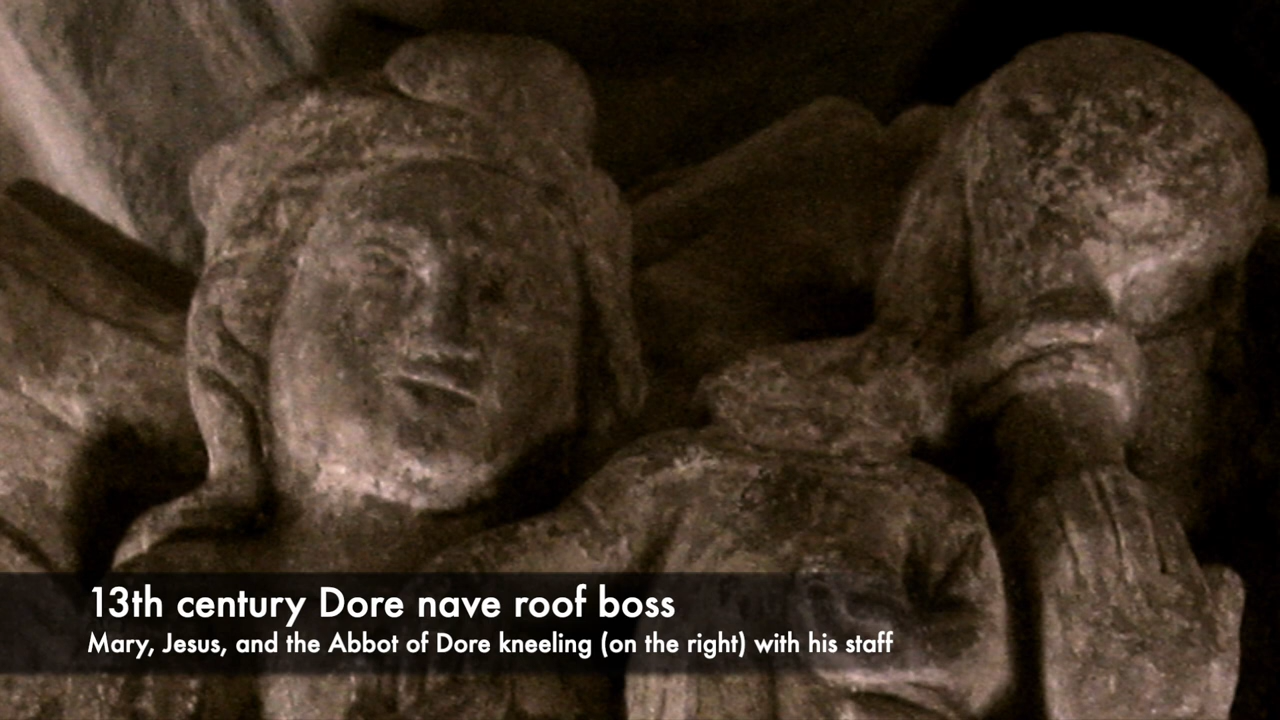 13th century Dore nave roof boss
Mary, Jesus, and the Abbot of Dore kneeling (on the right) with his staff